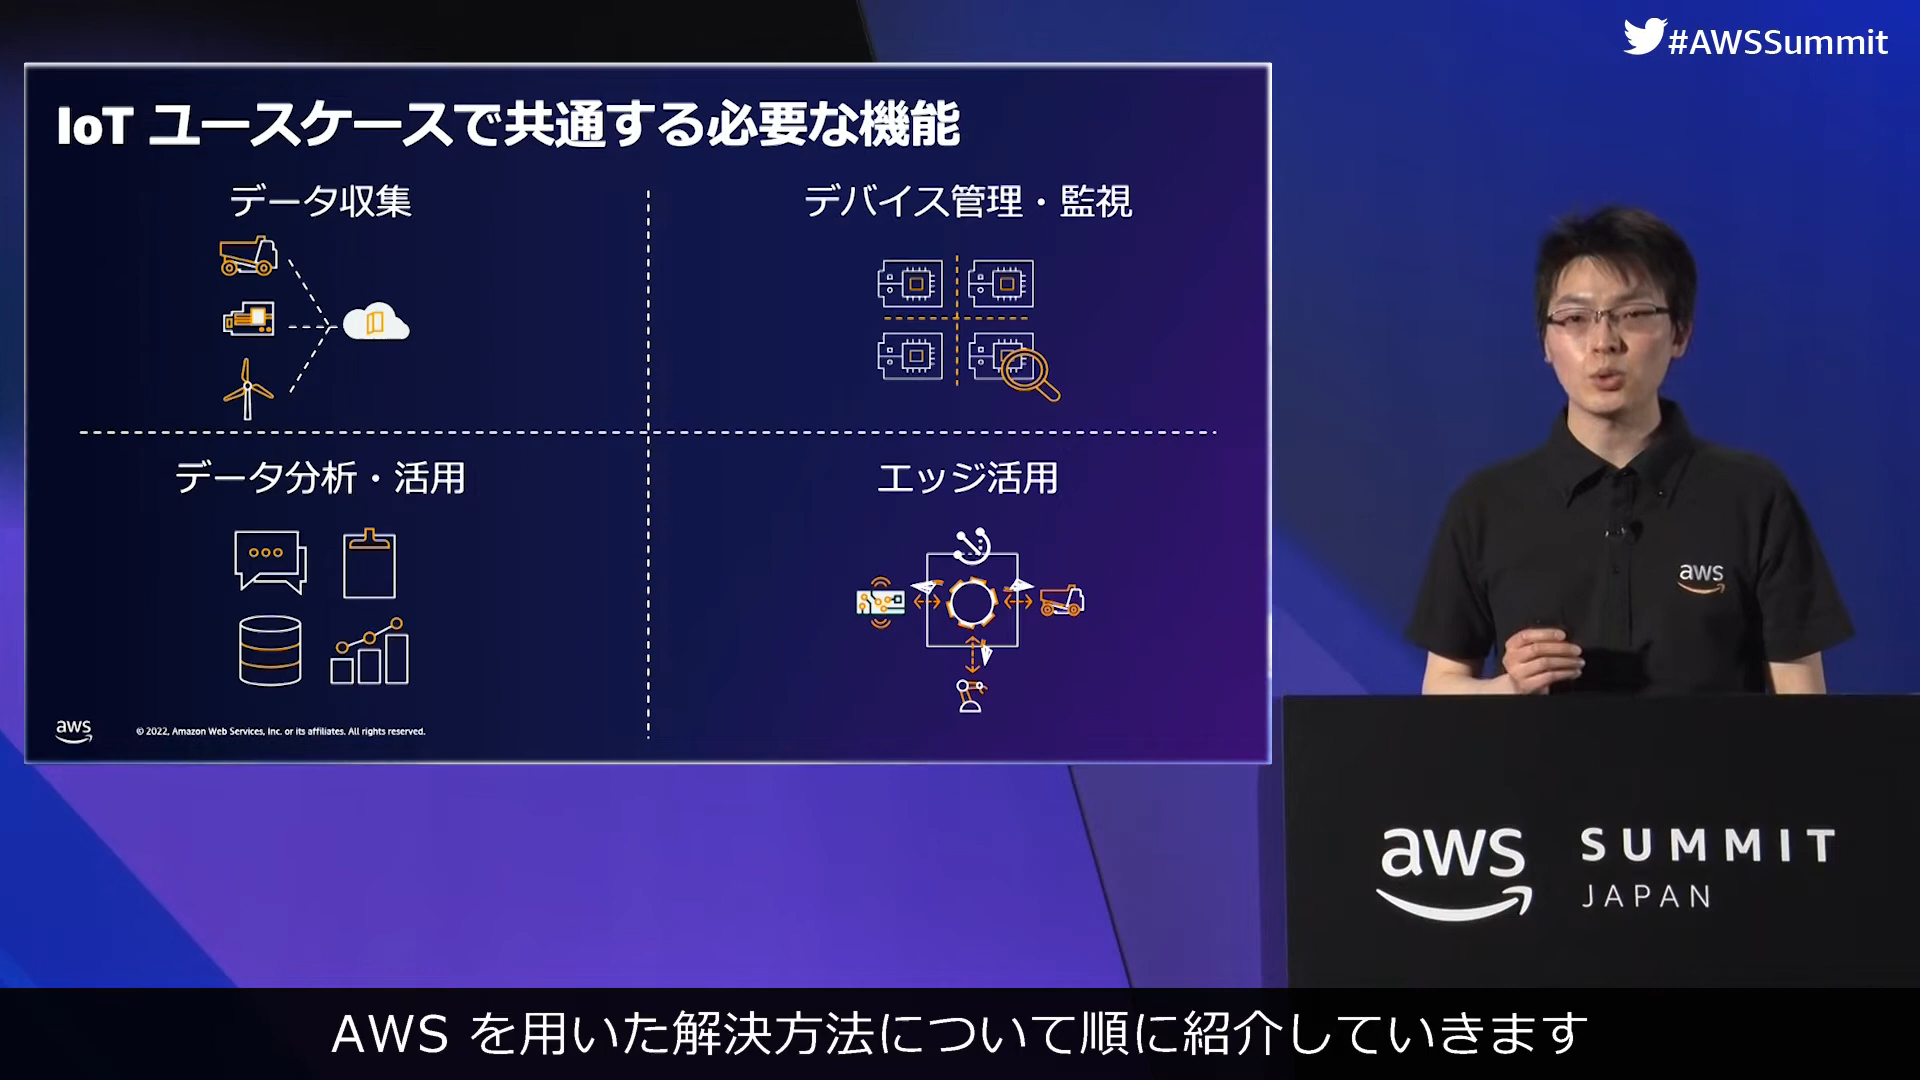 #AWSSummit
IoT ユースケースで共通する必要な機能
データ収集
デバイス管理・監視
データ分析・活用
エッジ活用
aws
© 2022, Amazon Web Services, Inc. or its affiliates. All rights reserved.
aws
aws SUMMIT
JAPAN
AWS を用いた解決方法について順に紹介していきます